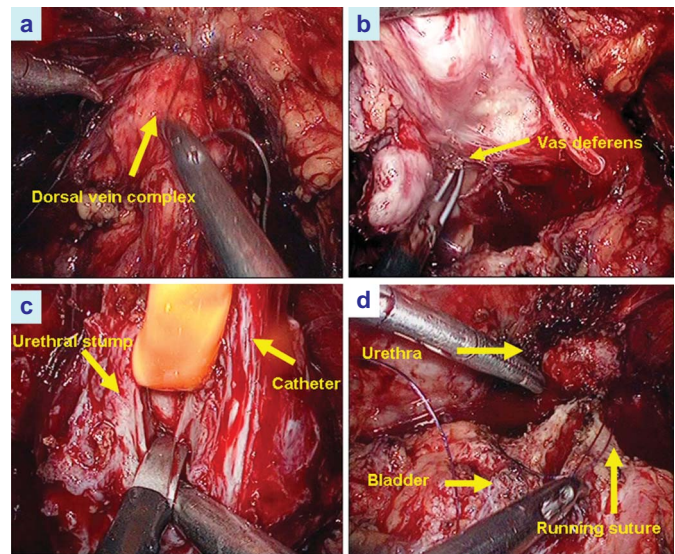 a
Dorsal vein complex
b
Vas deferens
c
Urethral stump
Catheter
d
Urethra
Bladder
Running suture